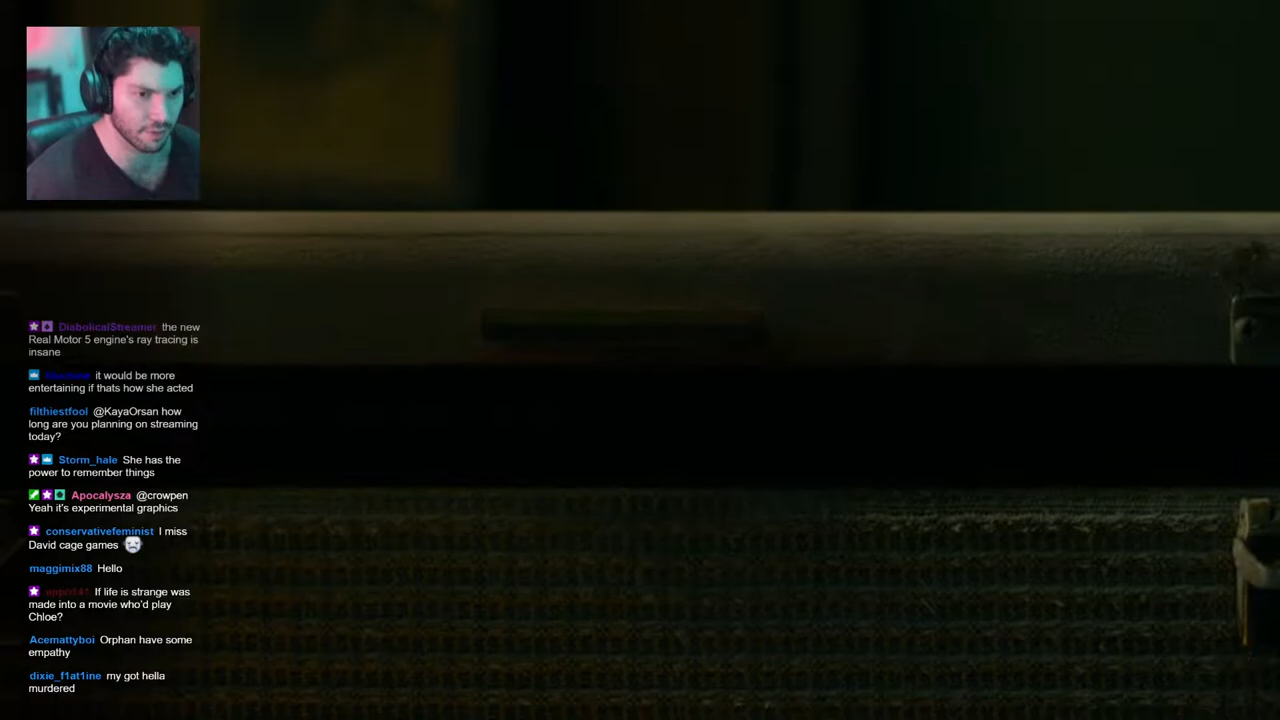 DiabolicalStreamer the new
Real Motor 5 engine's ray tracing is
insane
it would be more
entertaining if thats how she acted
filthiestfool @KayaOrsan how
long are you planning on streaming
today?
Storm_hale She has the
power to remember things
Apocalysza @crowpen
Yeah it's experimental graphics
conservativefeminist I miss
David cage games
maggimix88 Hello
If life is strange was
made into a movie who'd play
Chloe?
Acemattyboi Orphan have some
empathy
dixie_f1at1ine my got hella
murdered